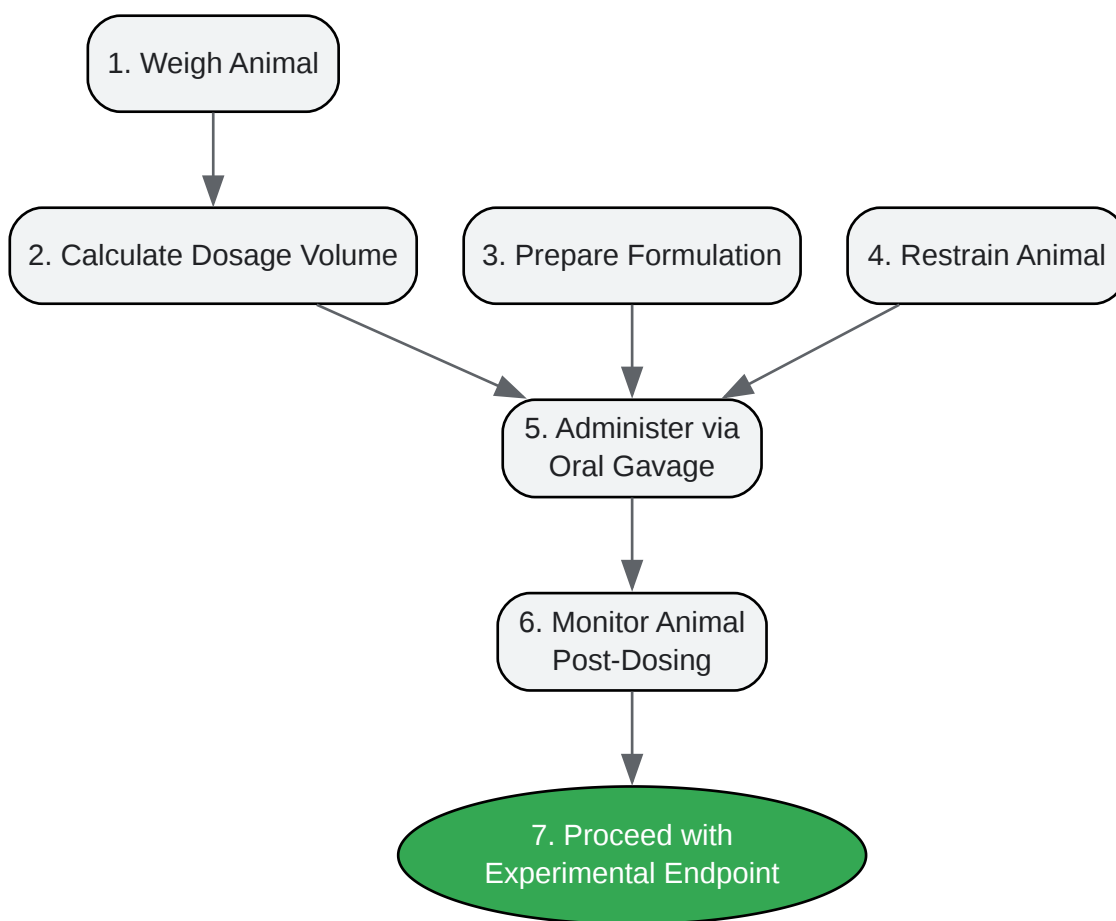 1. Weigh Animal
2. Calculate Dosage Volume
3. Prepare Formulation
4. Restrain Animal
5. Administer via
Oral Gavage
6. Monitor Animal
Post-Dosing
7. Proceed with
Experimental Endpoint